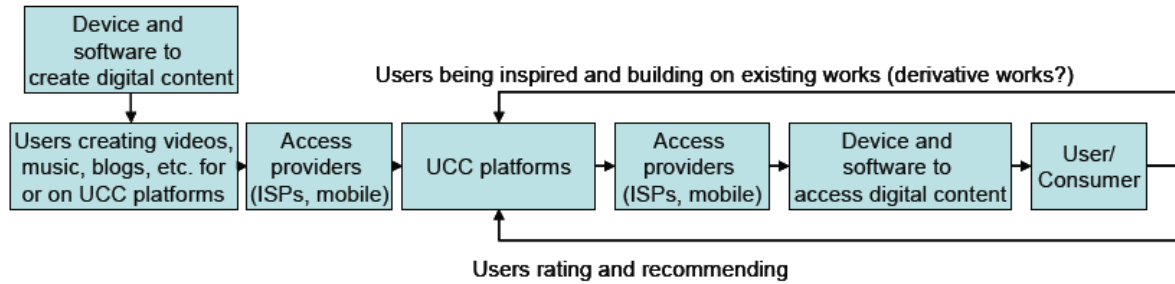 Device and
software to
create digital content
Users being inspired and building on existing works (derivative works?)
Users creating videos,
music, blogs, etc. for
or on UCC platforms
Access
providers
(ISPs, mobile)
UCC platforms
Access
providers
(ISPs, mobile)
Device and
software to
access digital content
User/
Consumer
Users rating and recommending